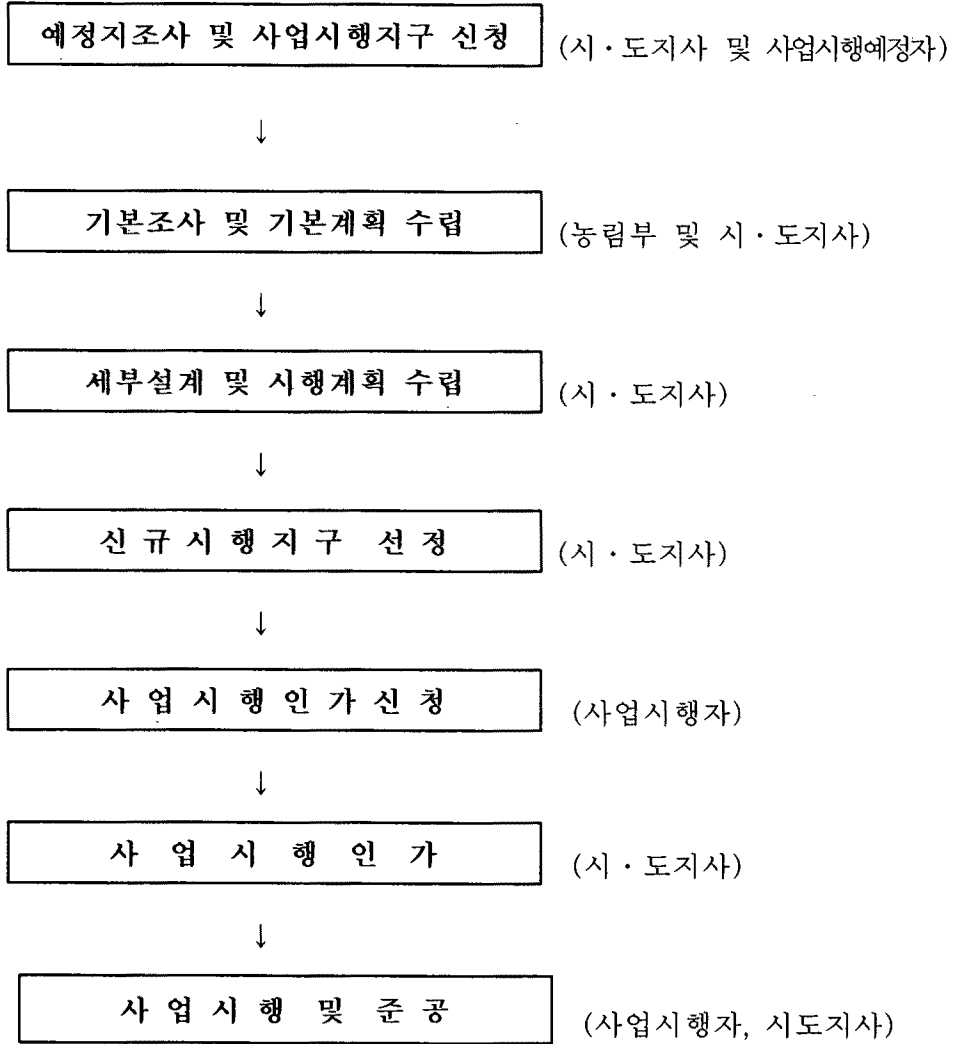 예정지조사 및 사업시행지구 신청 (시·도지사 및 사업시행예정자)
↓
기본조사 및 기본계획 수립 (농림부 및 시·도지사)
↓
세부설계 및 시행계획 수립 (시·도지사)
↓
신 규 시 행 지 구 선 정 (시·도지사)
↓
사 업 시 행 인 가 신 청 (사업시행자)
↓
사 업 시 행 인 가 (시·도지사)
↓
사 업 시 행 및 준 공 (사업시행자, 시도지사)